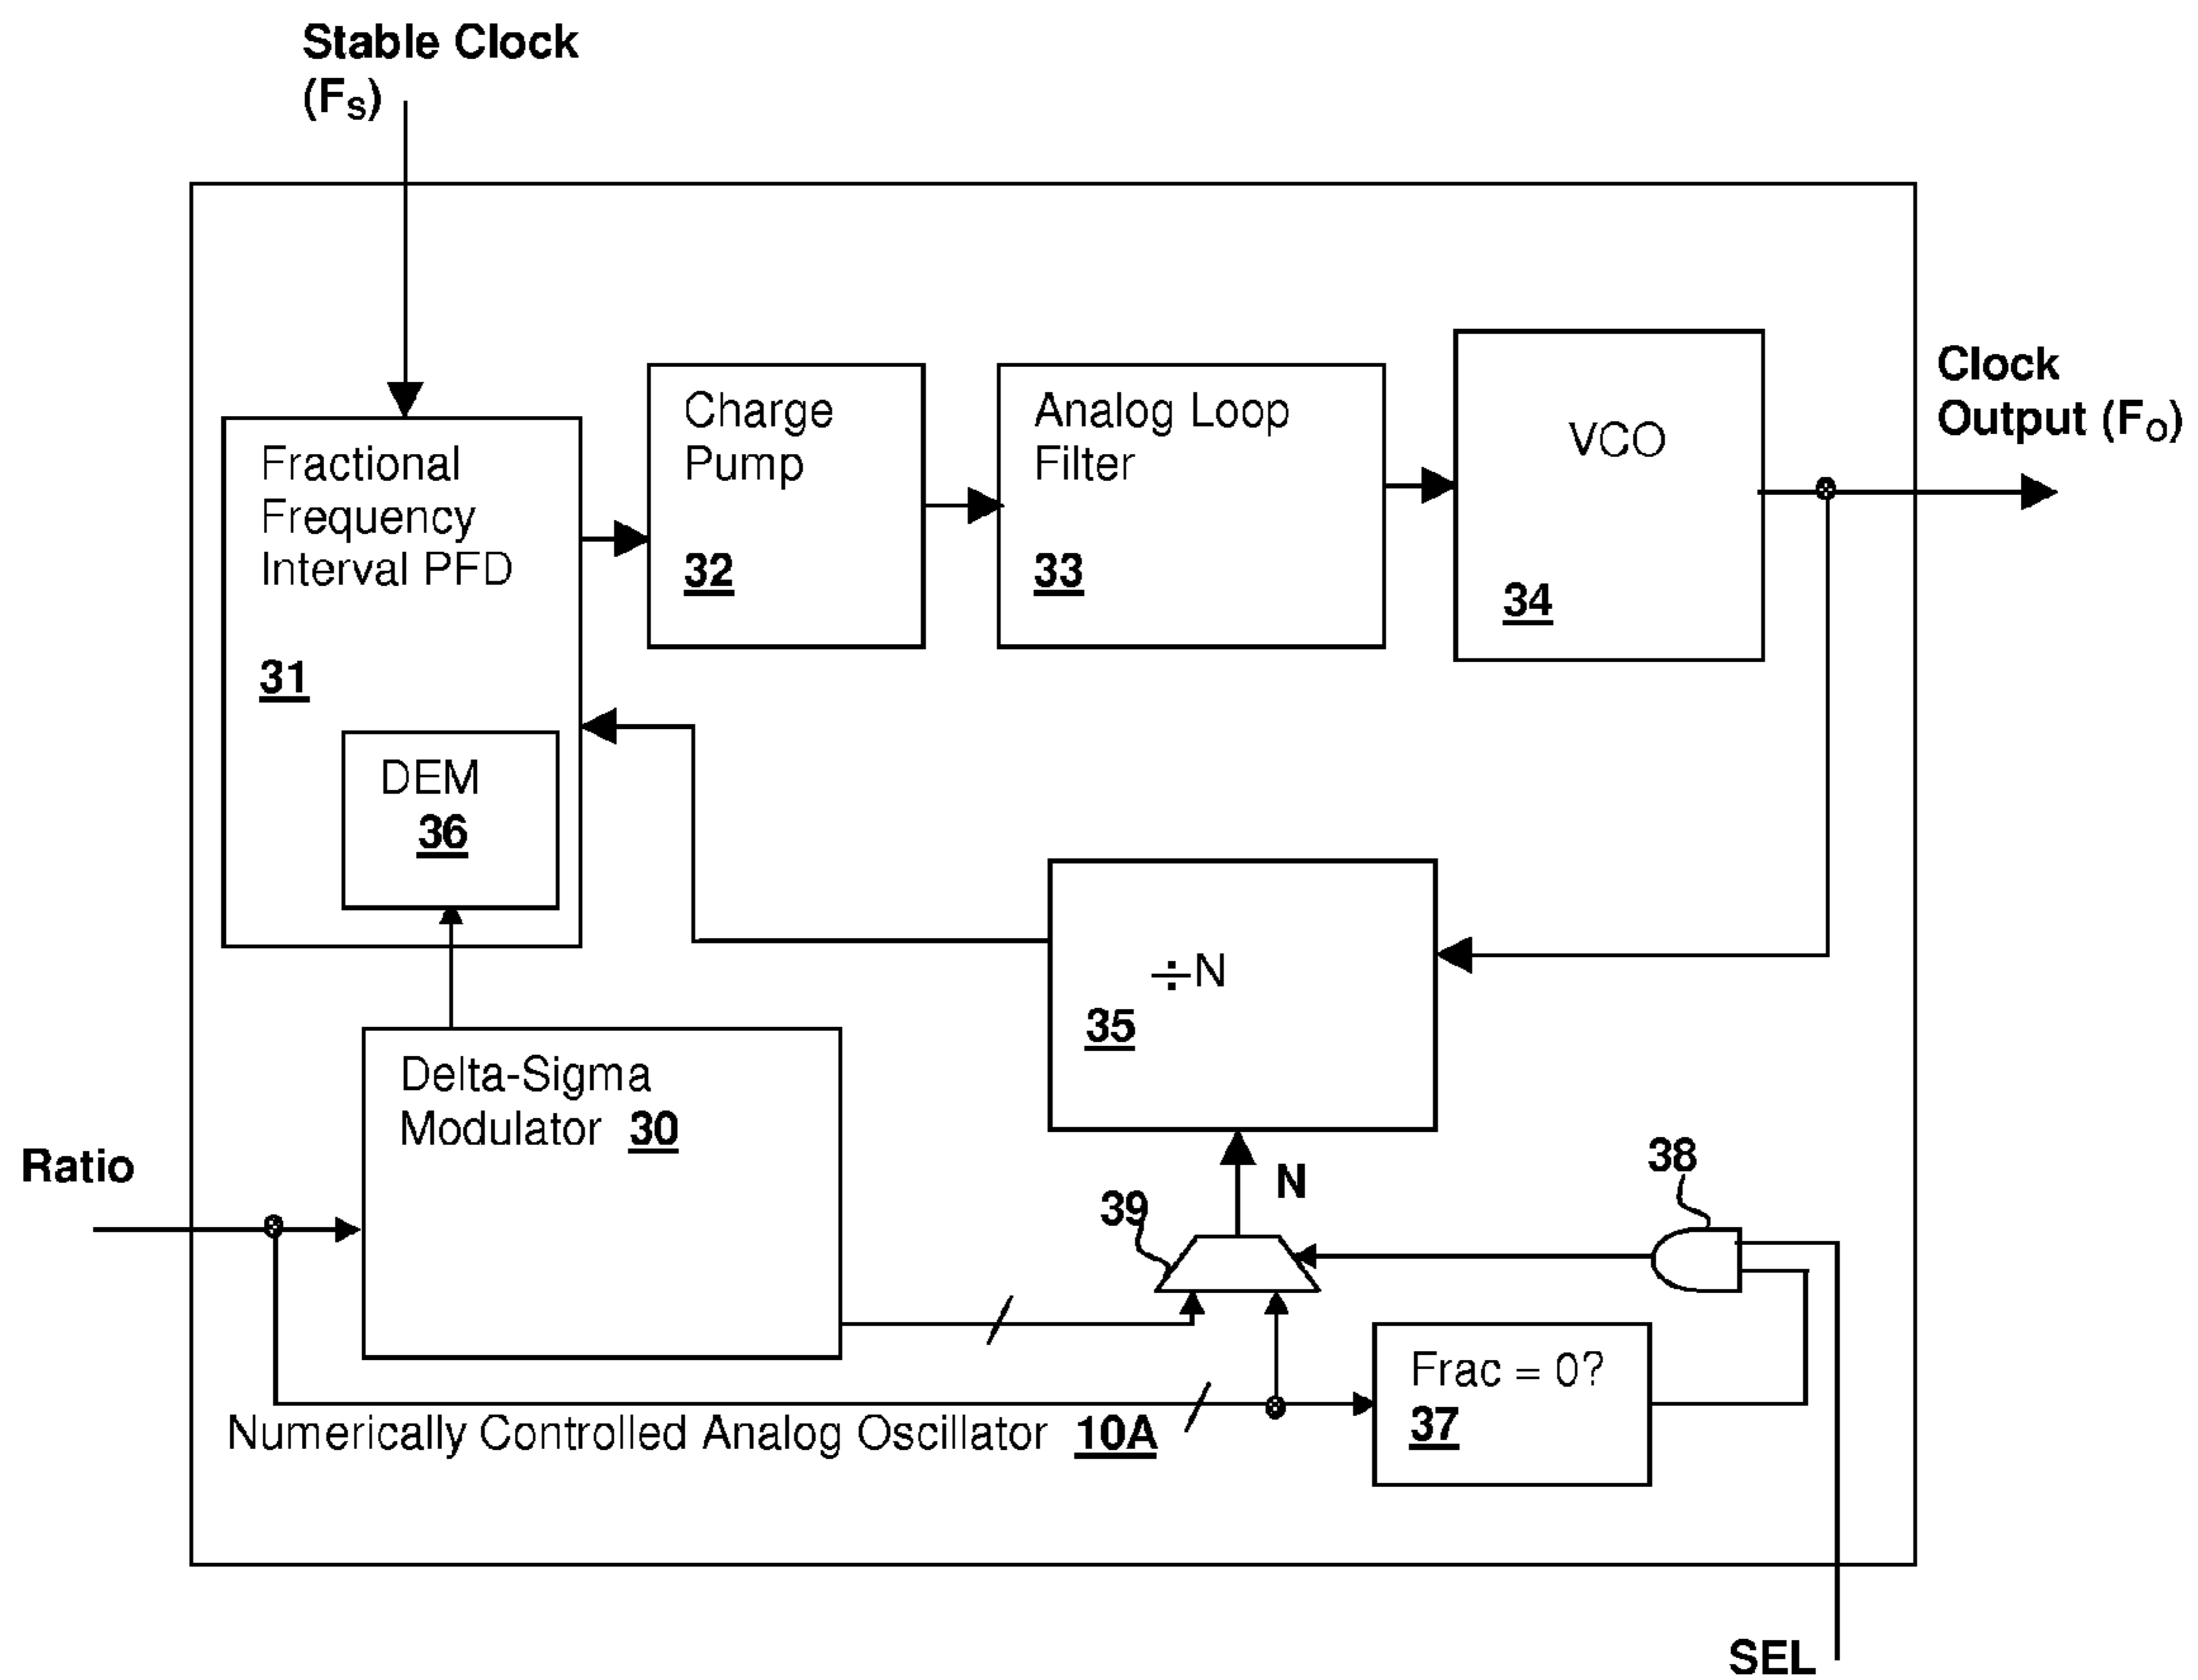 Stable Clock
(FS)
Clock
Output (FO)
Fractional
Frequency
Interval PFD
31
Charge
Pump
32
Analog Loop
Filter
33
VCO
34
DEM
36
÷N
35
Delta-Sigma
Modulator 30
Ratio
N
38
39
Frac = 0?
37
Numerically Controlled Analog Oscillator 10A
SEL